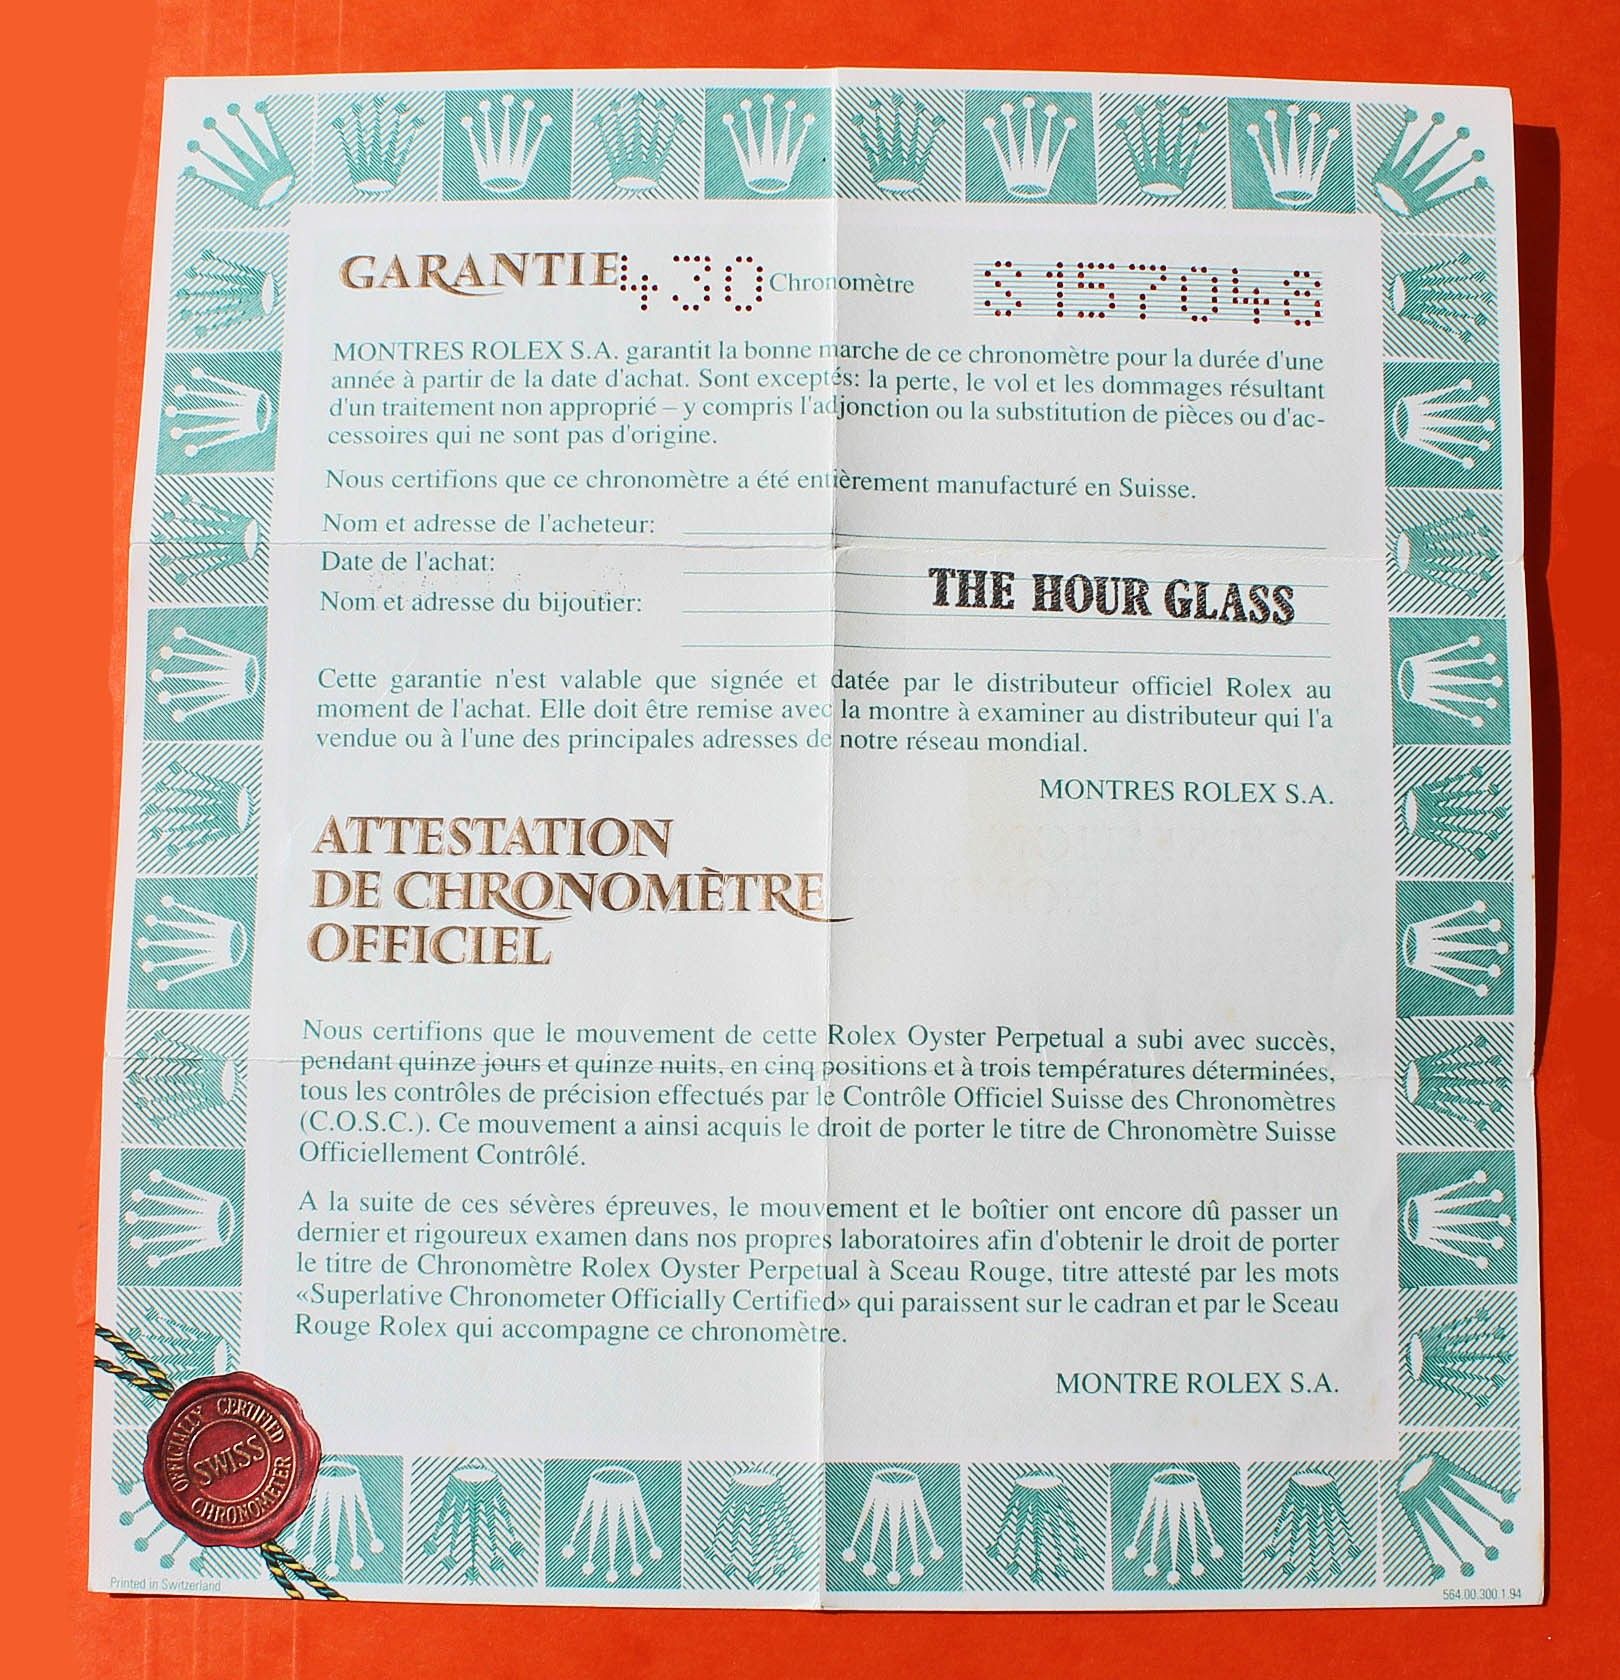 GARANTIE 430 Chronomètre S157048
MONTRES ROLEX S.A. garantit la bonne marche de ce chronomètre pour la durée d'une
année à partir de la date d'achat. Sont exceptés: la perte, le vol et les dommages résultant
d'un traitement non approprié – y compris l'adjonction ou la substitution de pièces ou d'ac-
cessoires qui ne sont pas d'origine.
Nous certifions que ce chronomètre a été entièrement manufacturé en Suisse.
Nom et adresse de l'acheteur:
Date de l'achat:
THE HOUR GLASS
Nom et adresse du bijoutier:
Cette garantie n'est valable que signée et datée par le distributeur officiel Rolex au
moment de l'achat. Elle doit être remise avec la montre à examiner au distributeur qui l'a
vendue ou à l'une des principales adresses de notre réseau mondial.
MONTRES ROLEX S.A.
ATTESTATION
DE CHRONOMÈTRE
OFFICIEL
Nous certifions que le mouvement de cette Rolex Oyster Perpetual a subi avec succès,
pendant quinze jours et quinze nuits, en cinq positions et à trois températures déterminées,
tous les contrôles de précision effectués par le Contrôle Officiel Suisse des Chronomètres
(C.O.S.C.). Ce mouvement a ainsi acquis le droit de porter le titre de Chronomètre Suisse
Officiellement Contrôlé.
A la suite de ces sévères épreuves, le mouvement et le boîtier ont encore dû passer un
dernier et rigoureux examen dans nos propres laboratoires afin d'obtenir le droit de porter
le titre de Chronomètre Rolex Oyster Perpetual à Sceau Rouge, titre attesté par les mots
«Superlative Chronometer Officially Certified» qui paraissent sur le cadran et par le Sceau
Rouge Rolex qui accompagne ce chronomètre.
MONTRE ROLEX S.A.
OFFICIALLY CERTIFIED
SWISS
CHRONOMETER
Printed in Switzerland
564.00.300.1.94